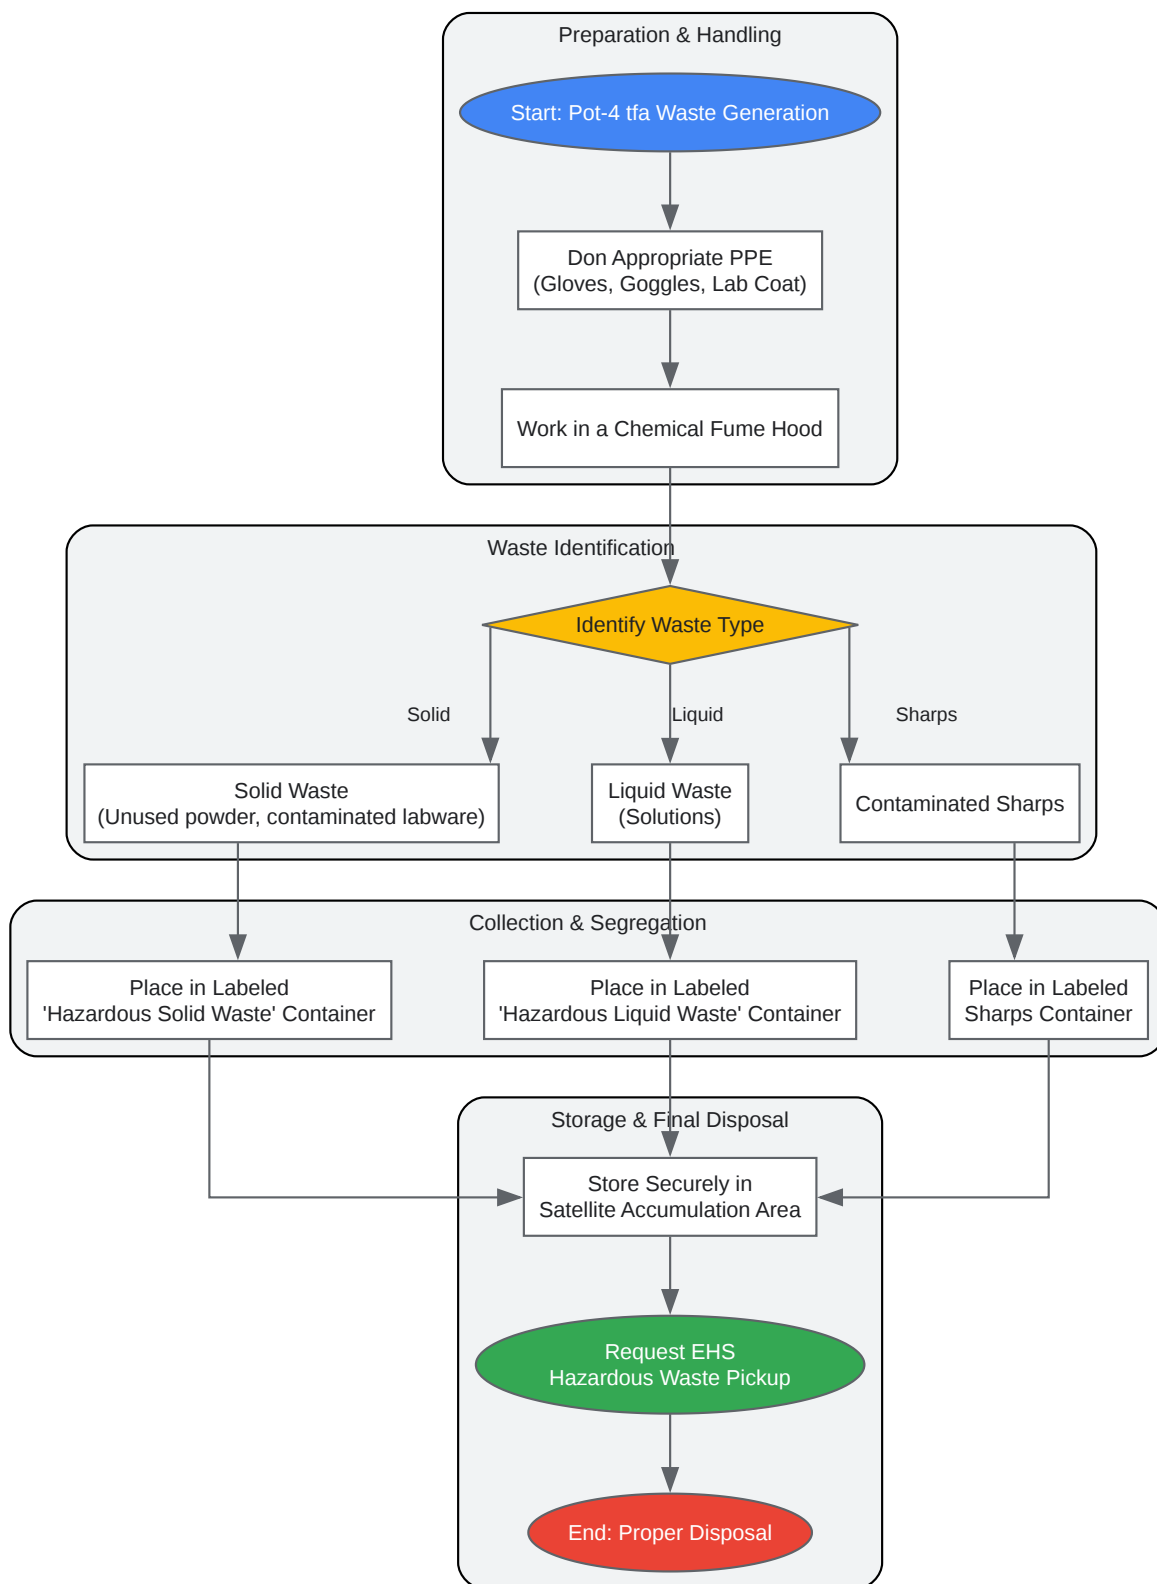 Preparation & Handling
Start: Pot-4 tfa Waste Generation
Don Appropriate PPE
(Gloves, Goggles, Lab Coat)
Work in a Chemical Fume Hood
Waste Identification
Identify Waste Type
Solid
Liquid
Sharps
Solid Waste
(Unused powder, contaminated labware)
Liquid Waste
(Solutions)
Contaminated Sharps
Collection & Segregation
Place in Labeled
'Hazardous Solid Waste' Container
Place in Labeled
'Hazardous Liquid Waste' Container
Place in Labeled
Sharps Container
Storage & Final Disposal
Store Securely in
Satellite Accumulation Area
Request EHS
Hazardous Waste Pickup
End: Proper Disposal